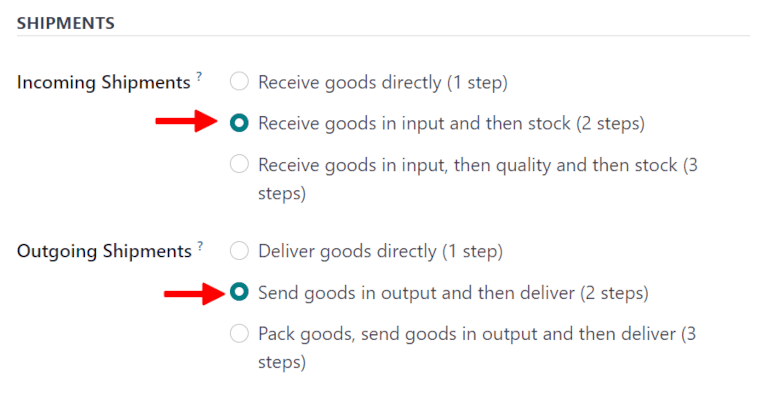 SHIPMENTS
Incoming Shipments ?
Receive goods directly (1 step)
Receive goods in input and then stock (2 steps)
Receive goods in input, then quality and then stock (3
steps)
Outgoing Shipments ?
Deliver goods directly (1 step)
Send goods in output and then deliver (2 steps)
Pack goods, send goods in output and then deliver (3
steps)